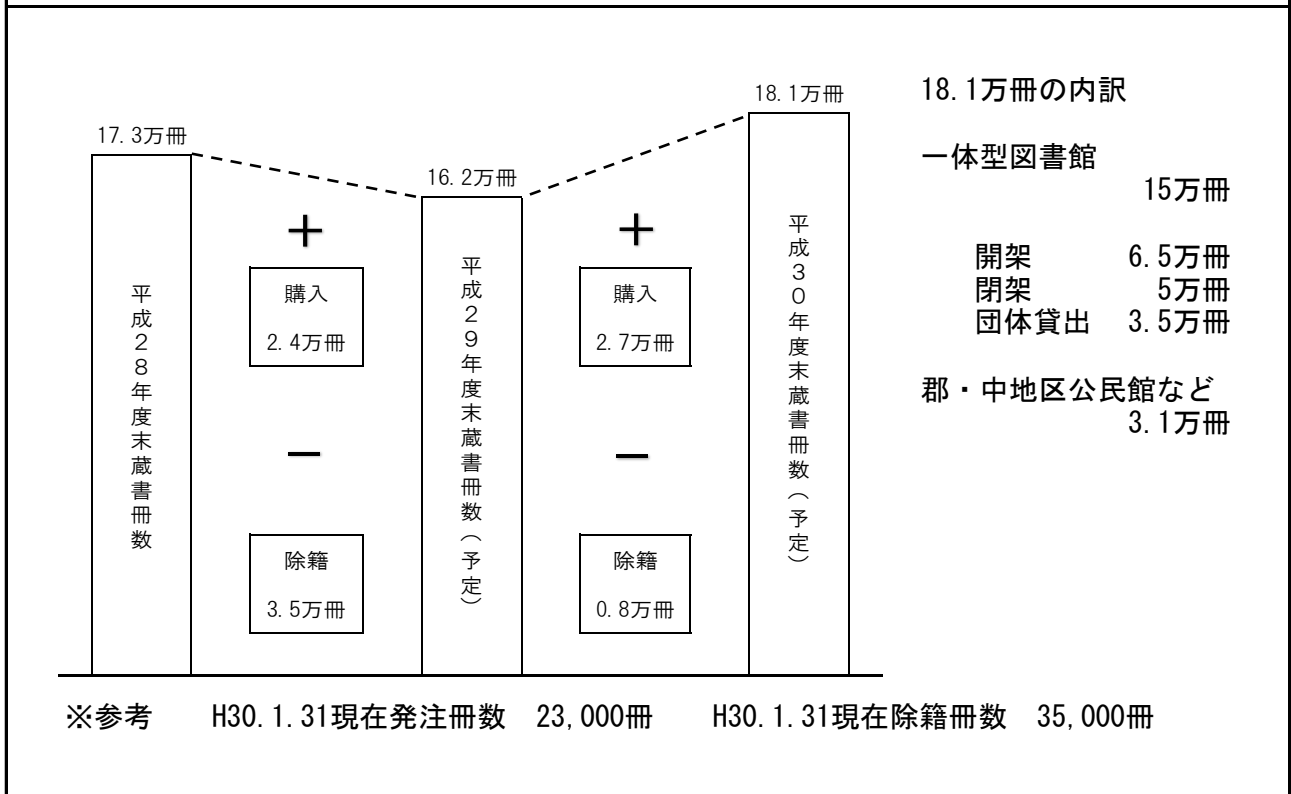 17.3万冊
平成28年度末蔵書冊数
＋
購入
2.4万冊
－
除籍
3.5万冊
16.2万冊
平成29年度末蔵書冊数（予定）
＋
購入
2.7万冊
－
除籍
0.8万冊
18.1万冊
平成30年度末蔵書冊数（予定）
18.1万冊の内訳
一体型図書館
15万冊
開架 6.5万冊
閉架 5万冊
団体貸出 3.5万冊
郡・中地区公民館など
3.1万冊
※参考 H30.1.31現在発注冊数 23,000冊 H30.1.31現在除籍冊数 35,000冊